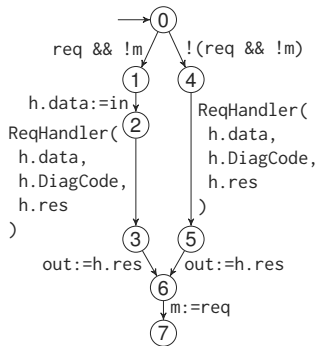 0
req && !m
!(req && !m)
1
4
h.data:=in
2
ReqHandler(
h.data,
h.DiagCode,
h.res
)
ReqHandler(
h.data,
h.DiagCode,
h.res
)
3
5
out:=h.res
out:=h.res
6
m:=req
7